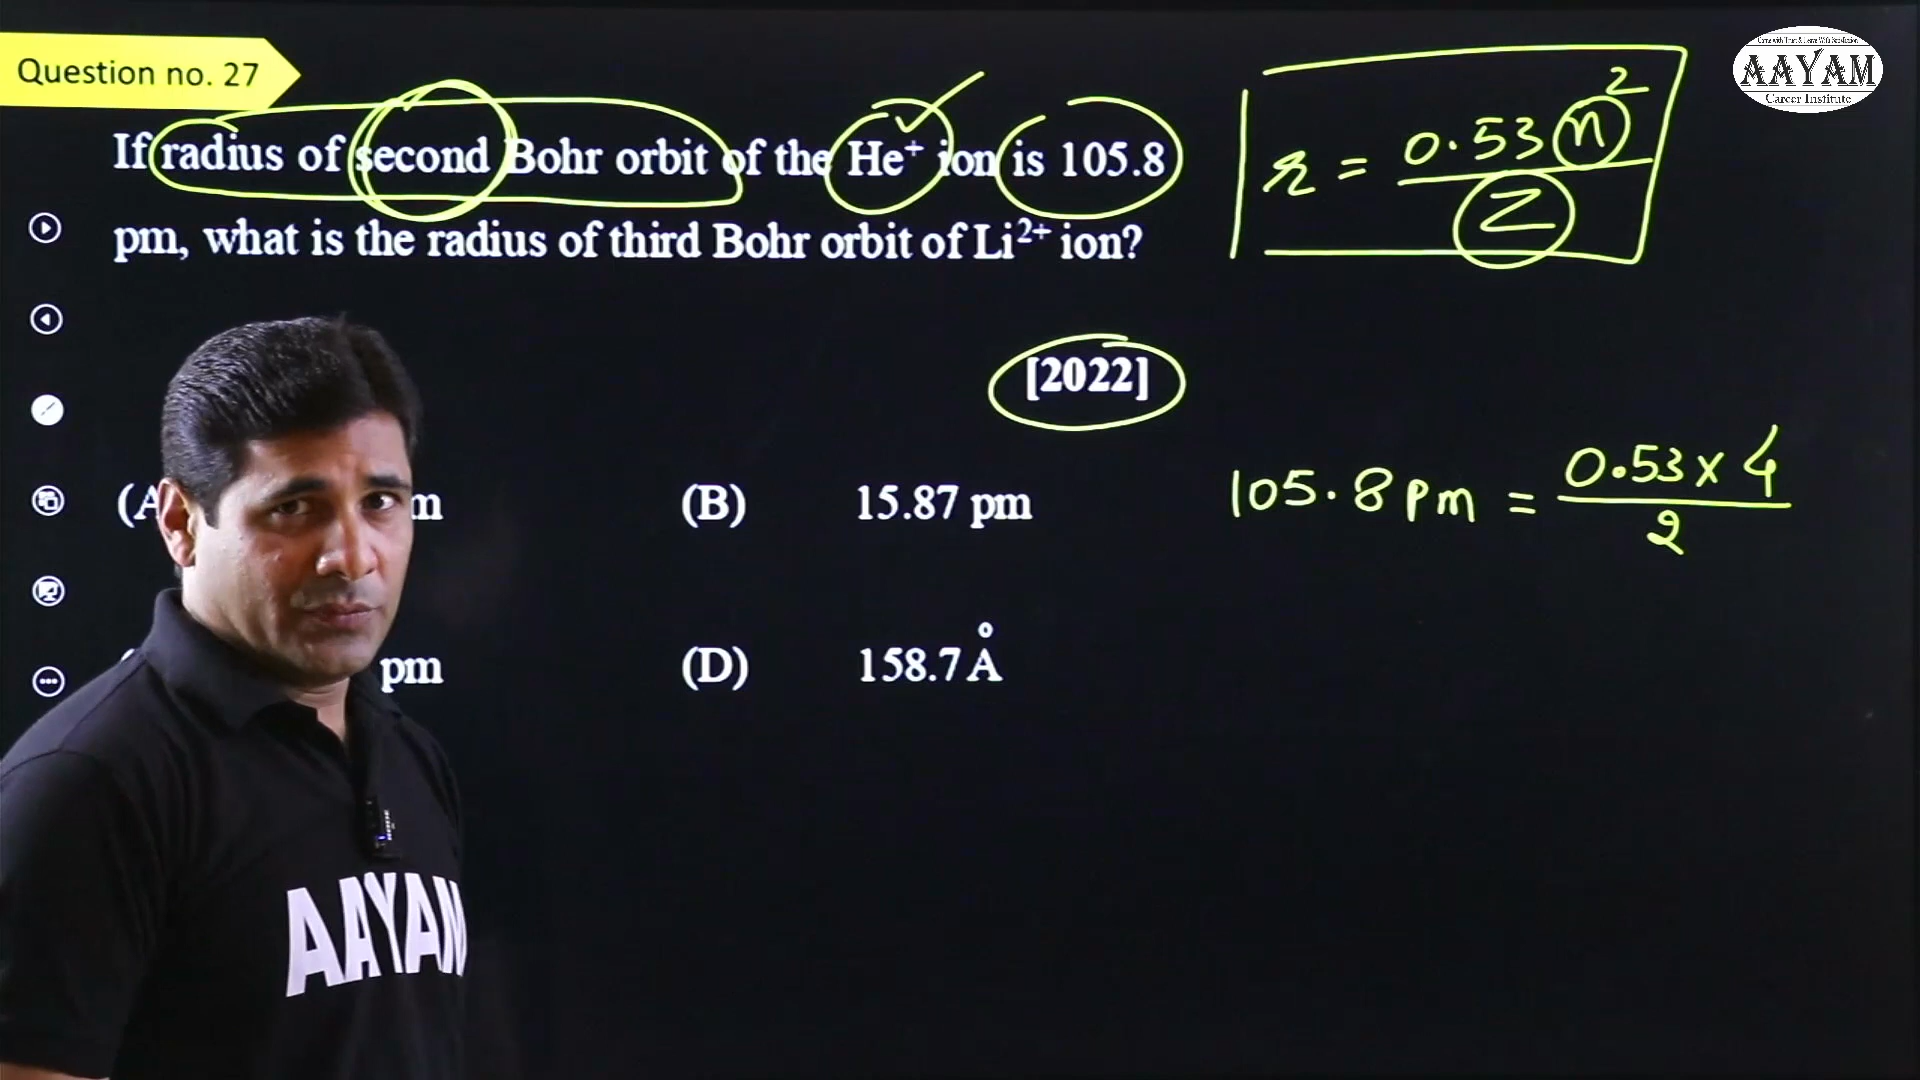 Question no. 27
If radius of second Bohr orbit of the He⁺ ion is 105.8
pm, what is the radius of third Bohr orbit of Li²⁺ ion?
[2022]
(A m
(B) 15.87 pm
pm
(D) 158.7 Å
r = 0.53 n² / Z
105.8 pm = 0.53 x 4 / 2
AAYAM
Career Institute
AAYAM